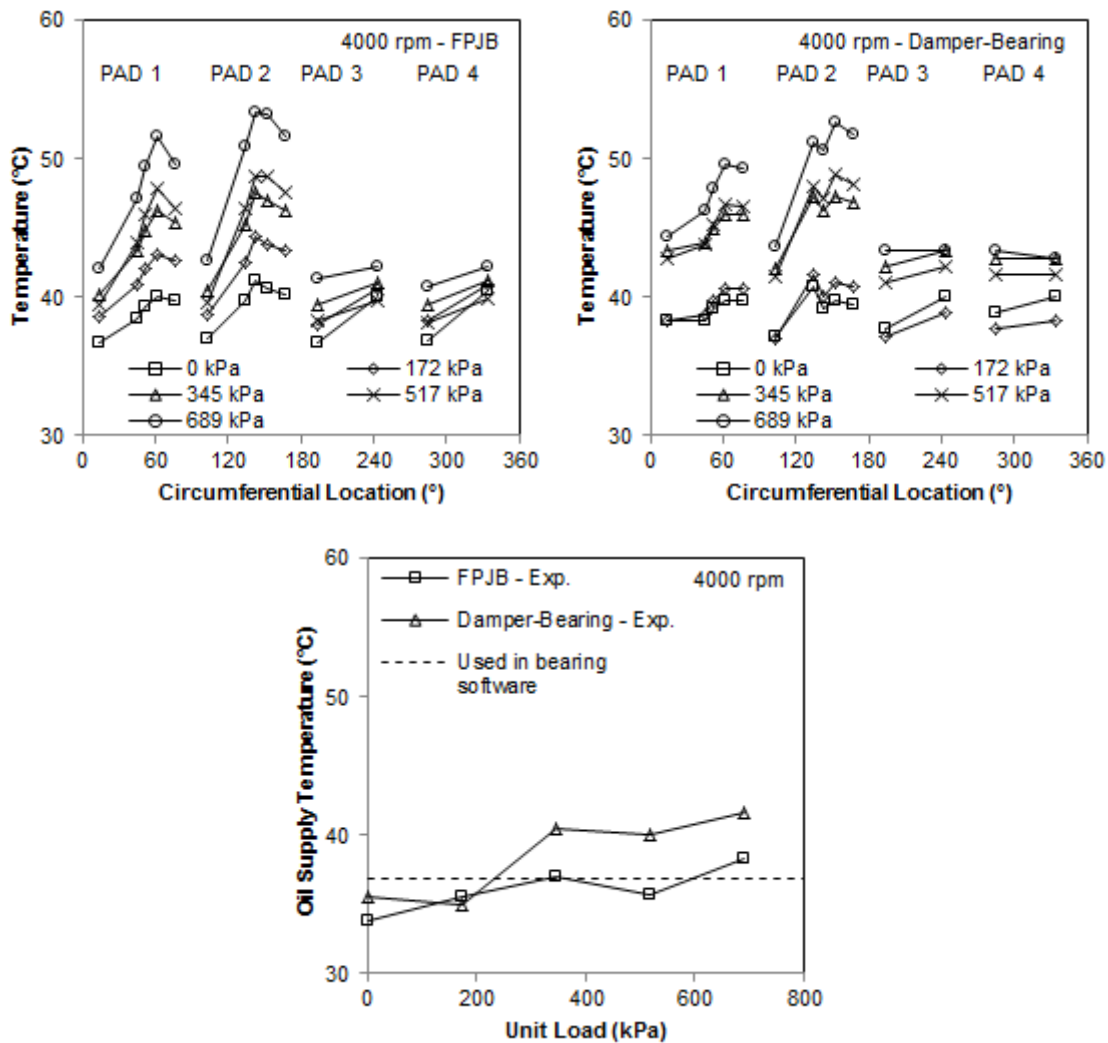 60
4000 rpm - FPJB
PAD 1 PAD 2 PAD 3 PAD 4
50
Temperature (°C)
40
0 kPa
172 kPa
345 kPa
517 kPa
689 kPa
30
0 60 120 180 240 300 360
Circumferential Location (°)
60
4000 rpm - Damper-Bearing
PAD 1 PAD 2 PAD 3 PAD 4
50
Temperature (°C)
40
0 kPa
172 kPa
345 kPa
517 kPa
689 kPa
30
0 60 120 180 240 300 360
Circumferential Location (°)
60
FPJB - Exp.
4000 rpm
Damper-Bearing - Exp.
Used in bearing
software
50
Oil Supply Temperature (°C)
40
30
0 200 400 600 800
Unit Load (kPa)